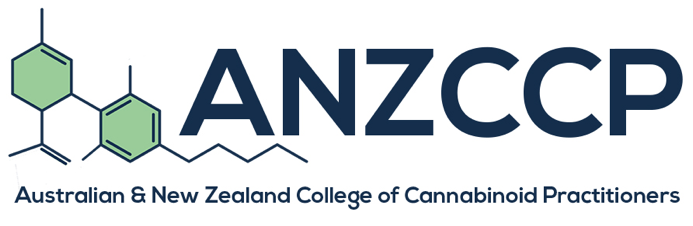 ANZCCP
Australian & New Zealand College of Cannabinoid Practitioners